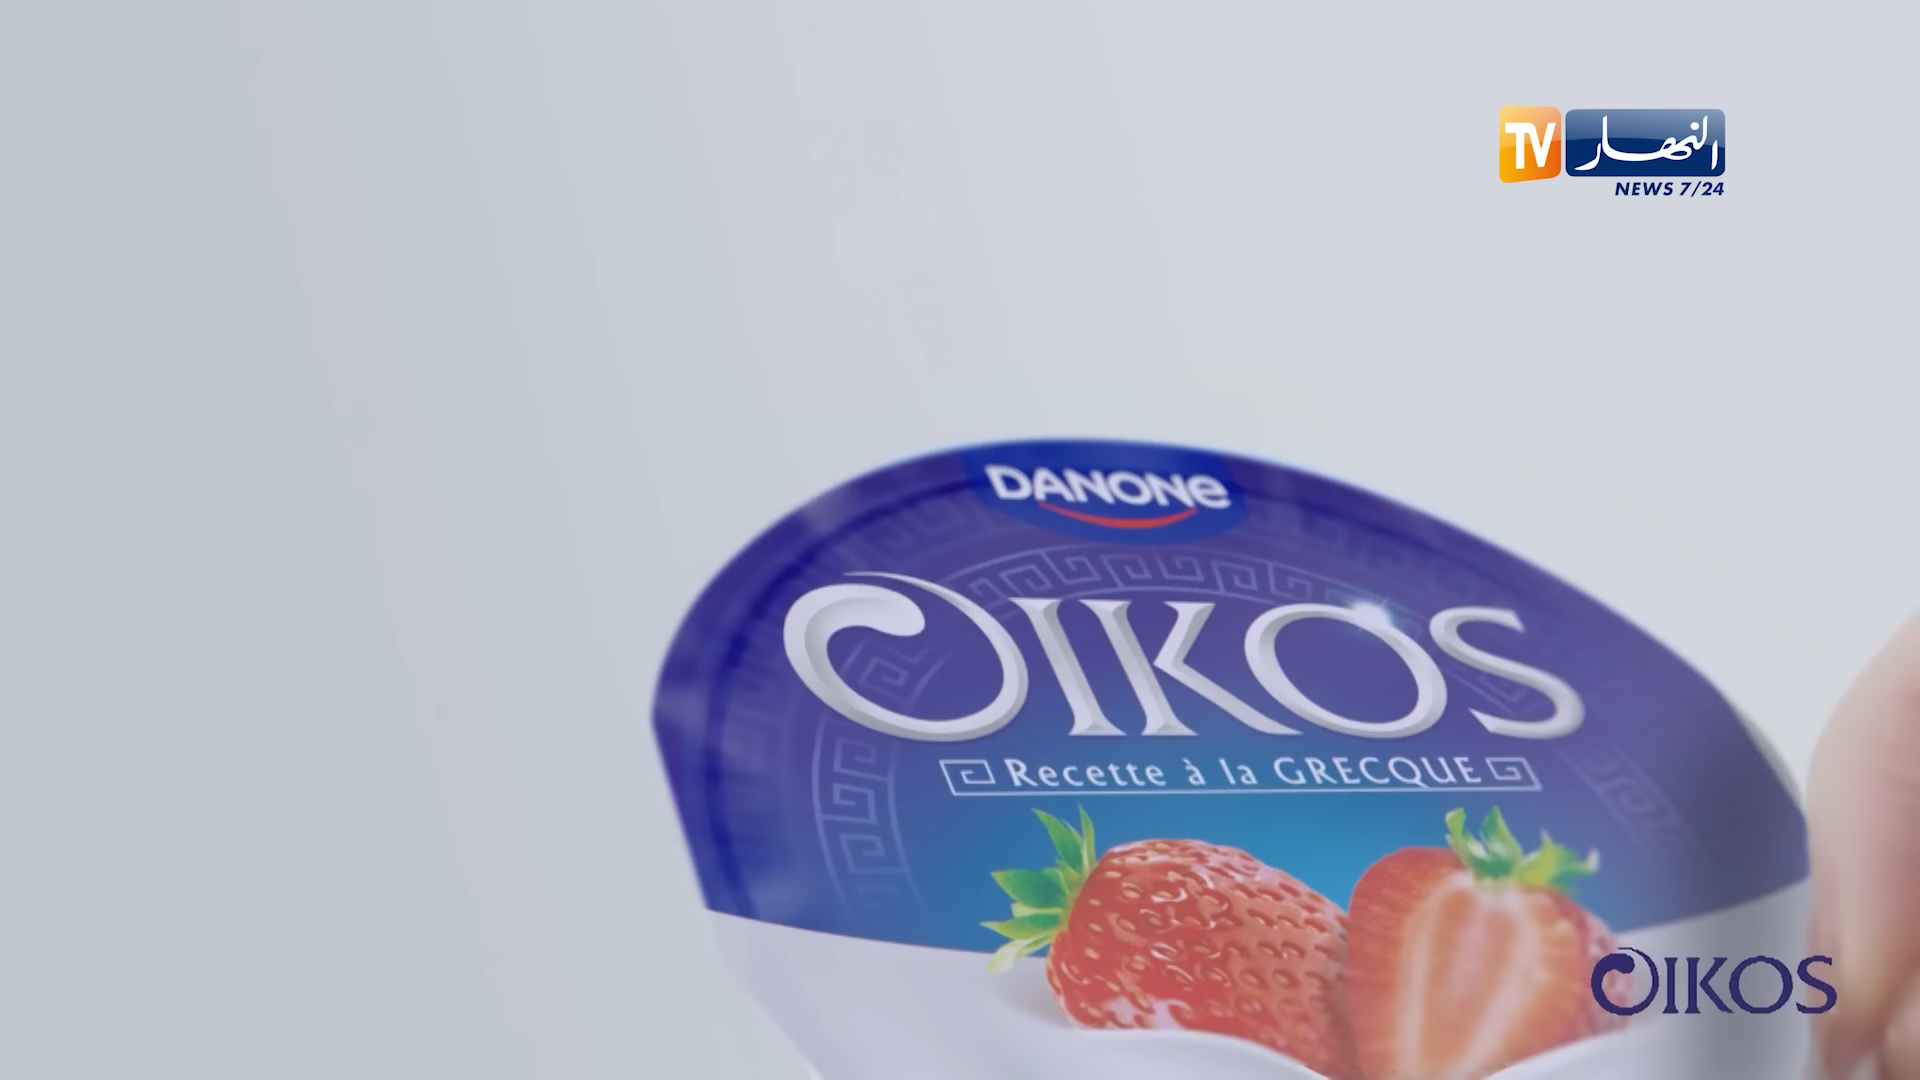 TV النهار
NEWS 7/24
DANONE
OIKOS
Recette à la GRECQUE
OIKOS